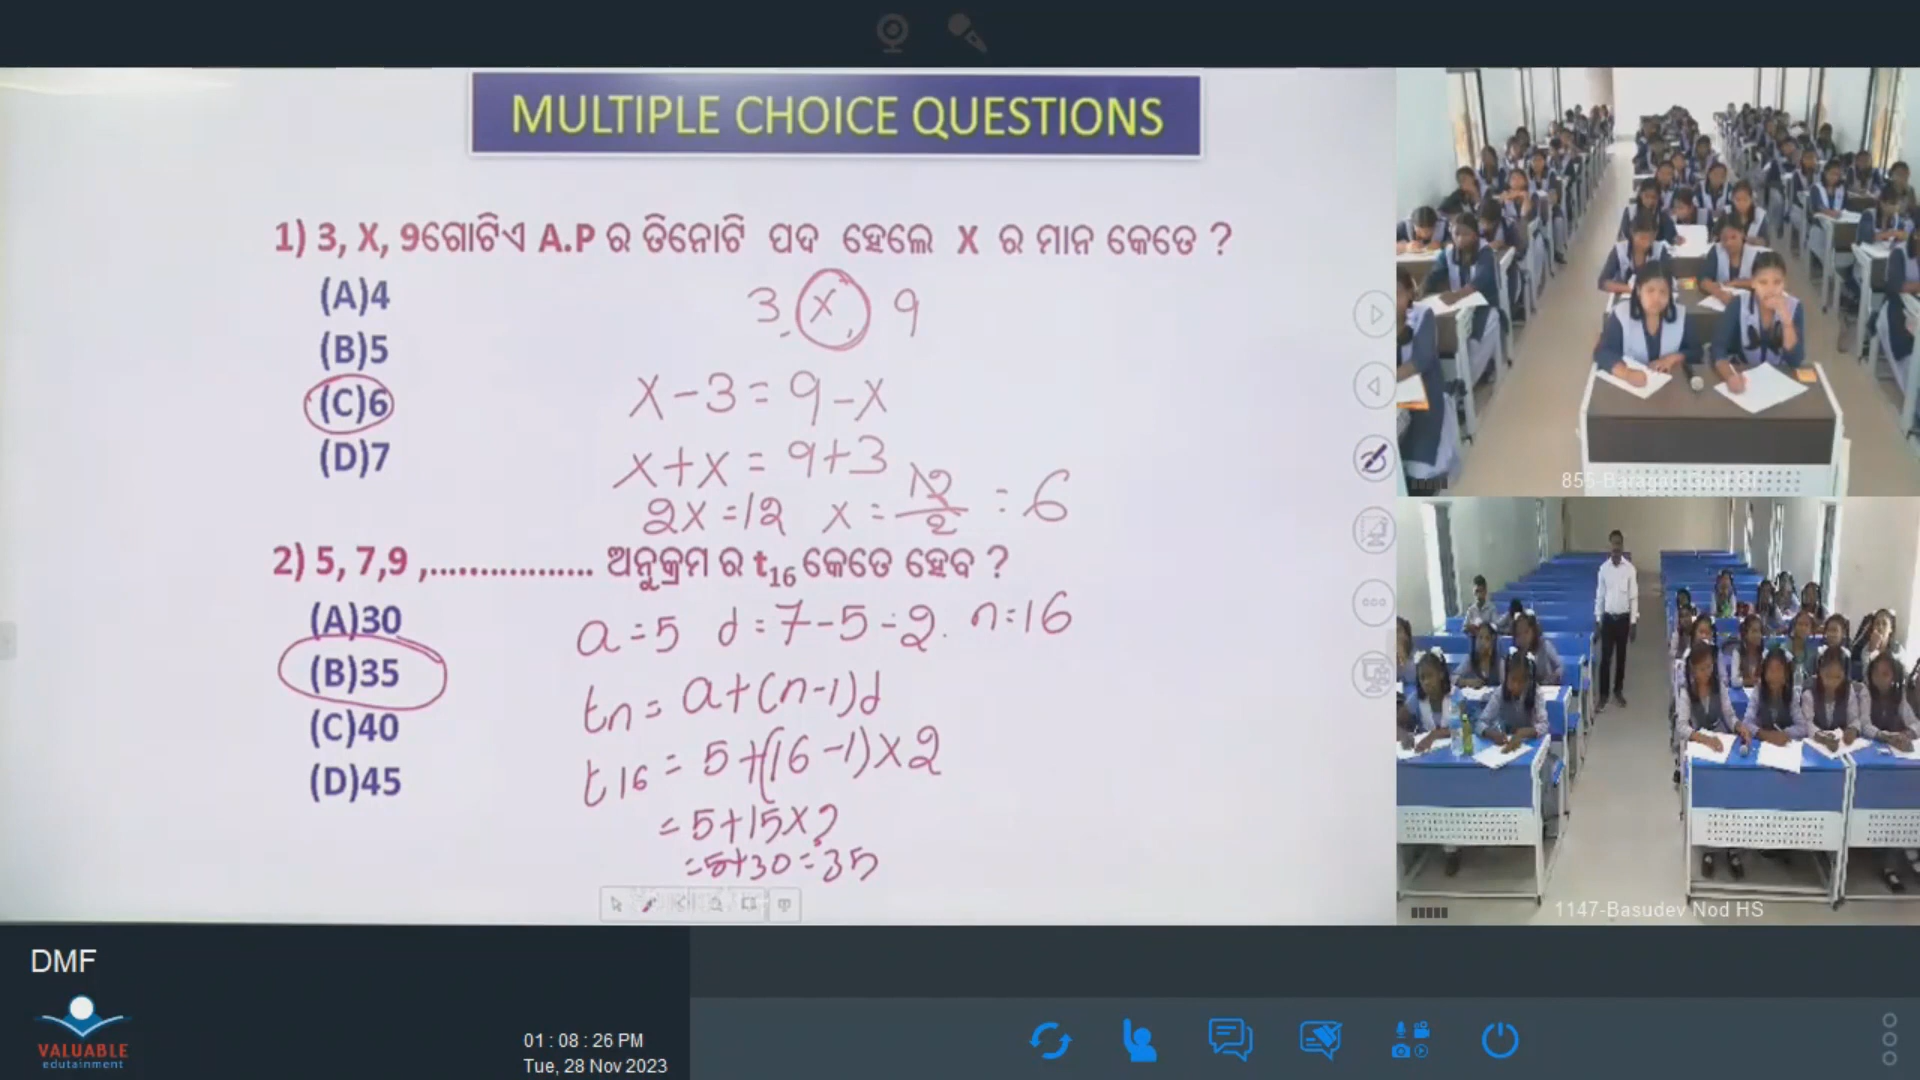 MULTIPLE CHOICE QUESTIONS
1) 3, X, 9ଗୋଟିଏ A.P ର ତିନୋଟି ପଦ ହେଲେ X ର ମାନ କେତେ ?
(A)4
(B)5
(C)6
(D)7
3, x, 9
x-3=9-x
x+x=9+3
2x=12 x=12/2=6
2) 5, 7,9 ,................. ଅନୁକ୍ରମ ର t16 କେତେ ହେବ ?
(A)30
(B)35
(C)40
(D)45
a=5 d=7-5=2. n=16
tn=a+(n-1)d
t16=5+(16-1)×2
=5+15×2
=5+30=35
1147-Basudev Nod HS
DMF
VALUABLE
edutainment
01 : 08 : 26 PM
Tue, 28 Nov 2023